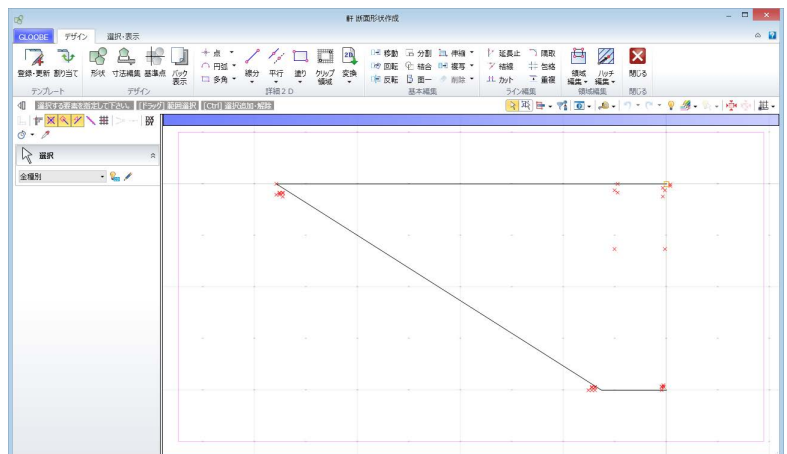 軒 断面形状作成
GLOOBE デザイン 選択・表示
登録・更新 割り当て 形状 寸法編集 基準点 バック表示 点 円弧 多角 線分 平行 塗り クリップ領域 変換 移動 回転 反転 分割 結合 図一 伸縮 複写 削除 延長止 結線 カット 隅取 包絡 重複 領域編集 ハッチ編集 閉じる
テンプレート デザイン 詳細2D 基本編集 ライン編集 領域編集 閉じる
選択する要素を指定して下さい。 [ドラッグ] 範囲選択 [Ctrl] 選択追加・解除
選択
全種別